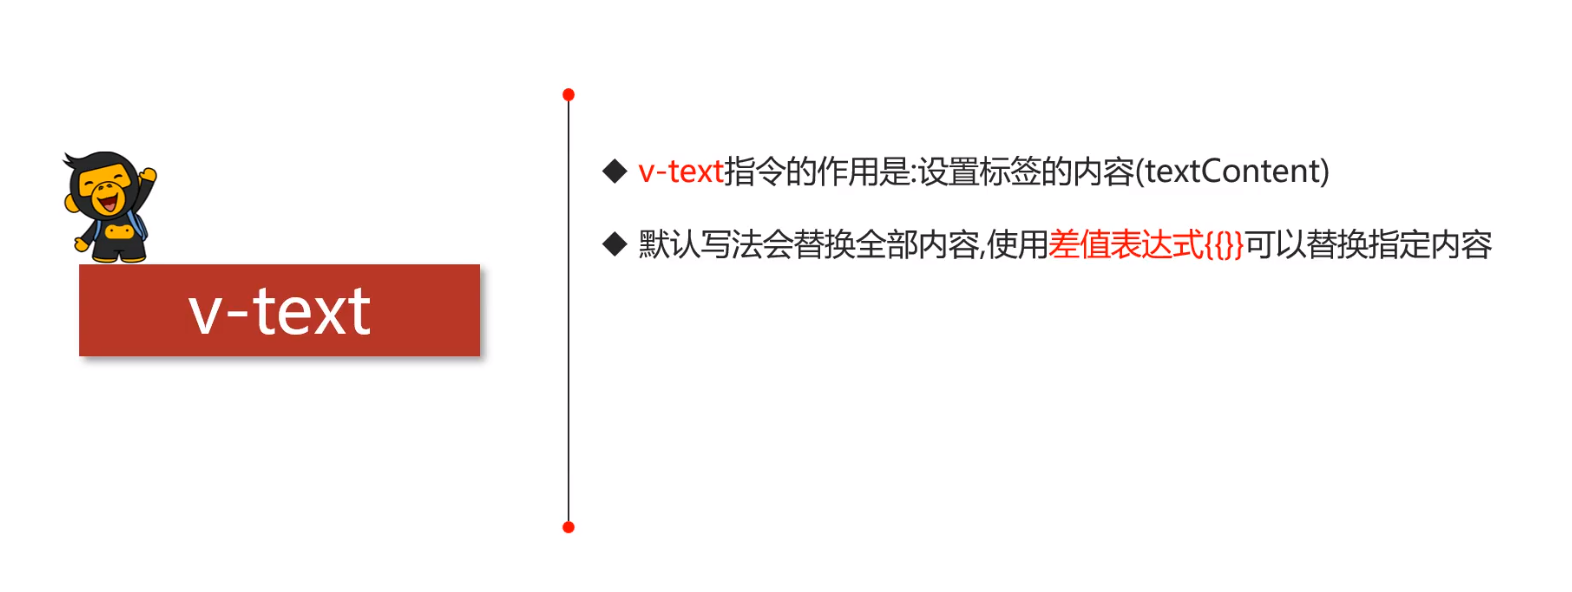 v-text
◆ v-text指令的作用是:设置标签的内容(textContent)
◆ 默认写法会替换全部内容,使用差值表达式{{}}可以替换指定内容